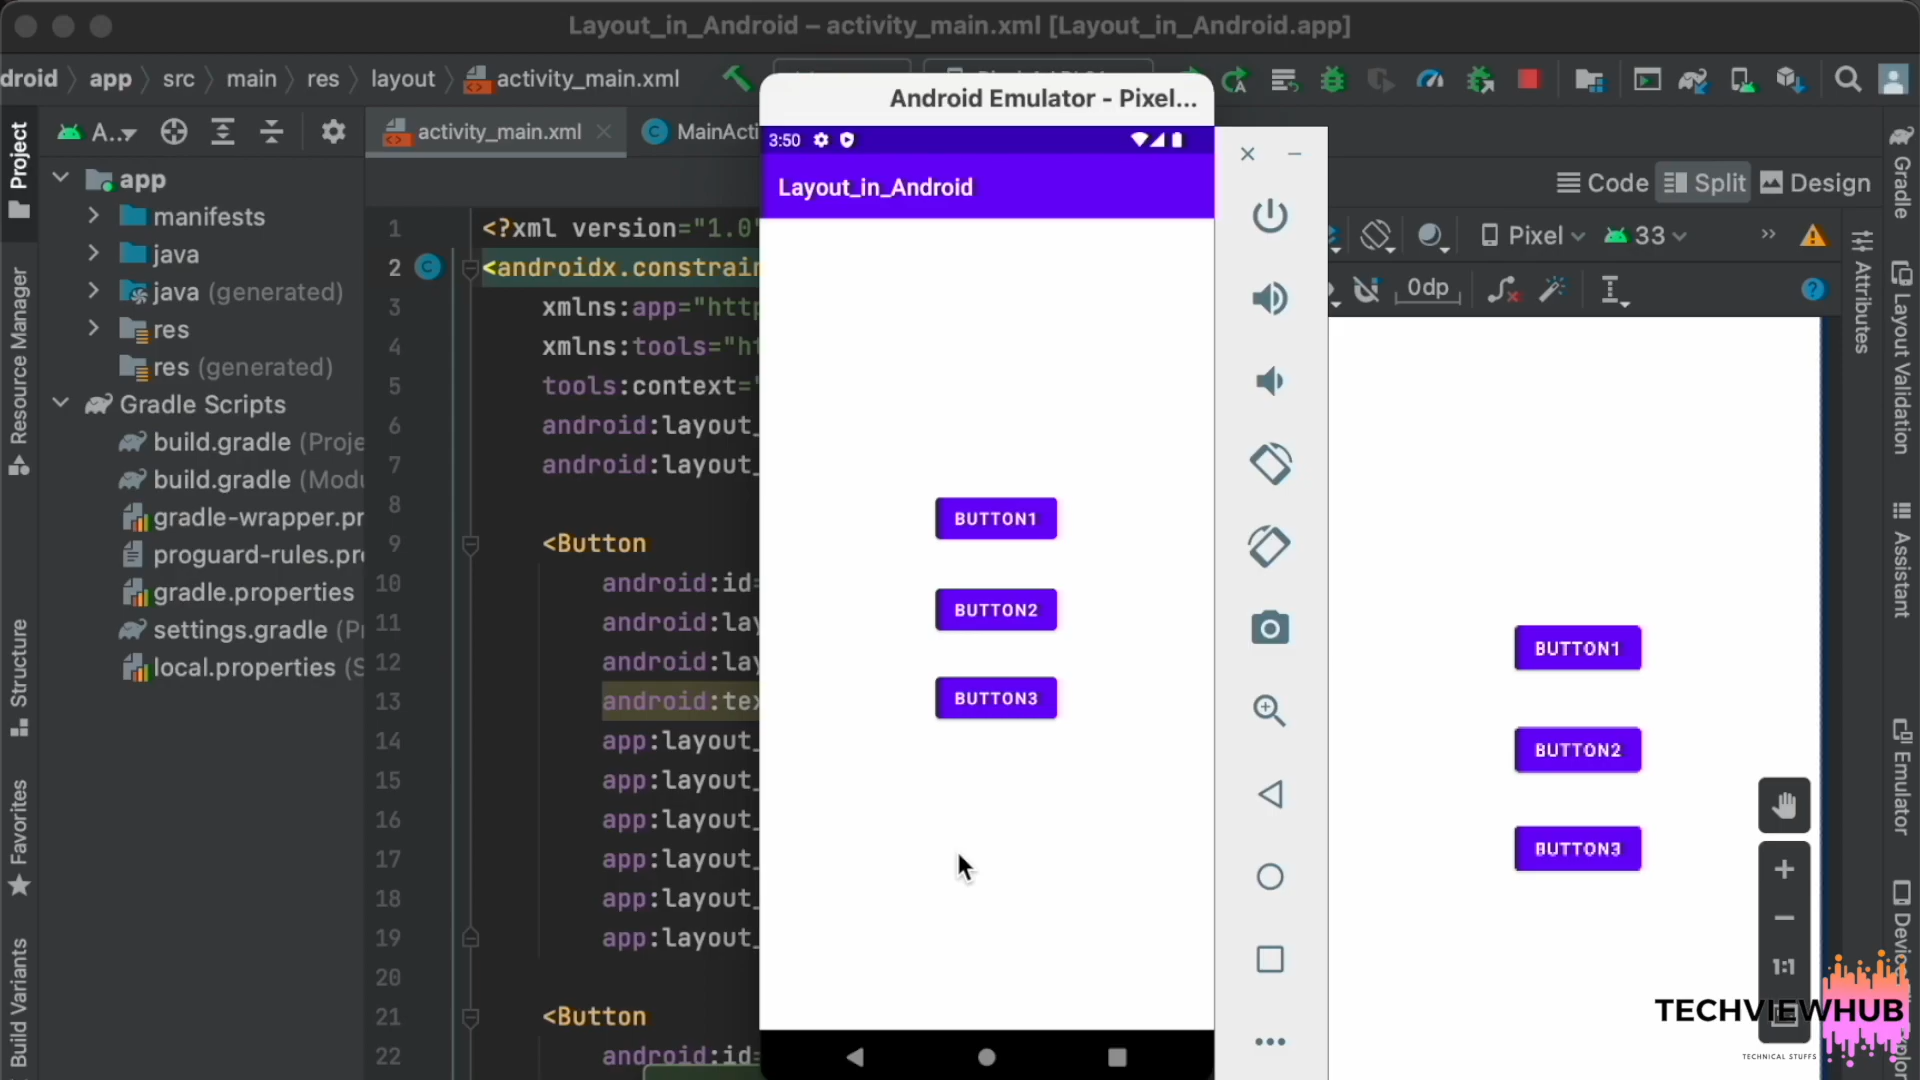 Layout_in_Android – activity_main.xml [Layout_in_Android.app]
droid 〉 app 〉 src 〉 main 〉 res 〉 layout 〉 activity_main.xml
Android Emulator - Pixel...
A...
activity_main.xml
MainActi
Project
Resource Manager
Structure
Favorites
Build Variants
app
manifests
java
java (generated)
res
res (generated)
Gradle Scripts
build.gradle (Proje
build.gradle (Modu
gradle-wrapper.pr
proguard-rules.pr
gradle.properties
settings.gradle (P
local.properties (S
1 <?xml version="1.0"
2 <androidx.constrain
3 xmlns:app="http
4 xmlns:tools="ht
5 tools:context="
6 android:layout_
7 android:layout_
8
9 <Button
10 android:id=
11 android:lay
12 android:lay
13 android:tex
14 app:layout_
15 app:layout_
16 app:layout_
17 app:layout_
18 app:layout_
19 app:layout_
20
21 <Button
22 android:id=
3:50
Layout_in_Android
BUTTON1
BUTTON2
BUTTON3
Code Split Design
Pixel 33
0dp
BUTTON1
BUTTON2
BUTTON3
1:1
Gradle
Attributes
Layout Validation
Assistant
Emulator
TECHVIEWHUB
TECHNICAL STUFFS